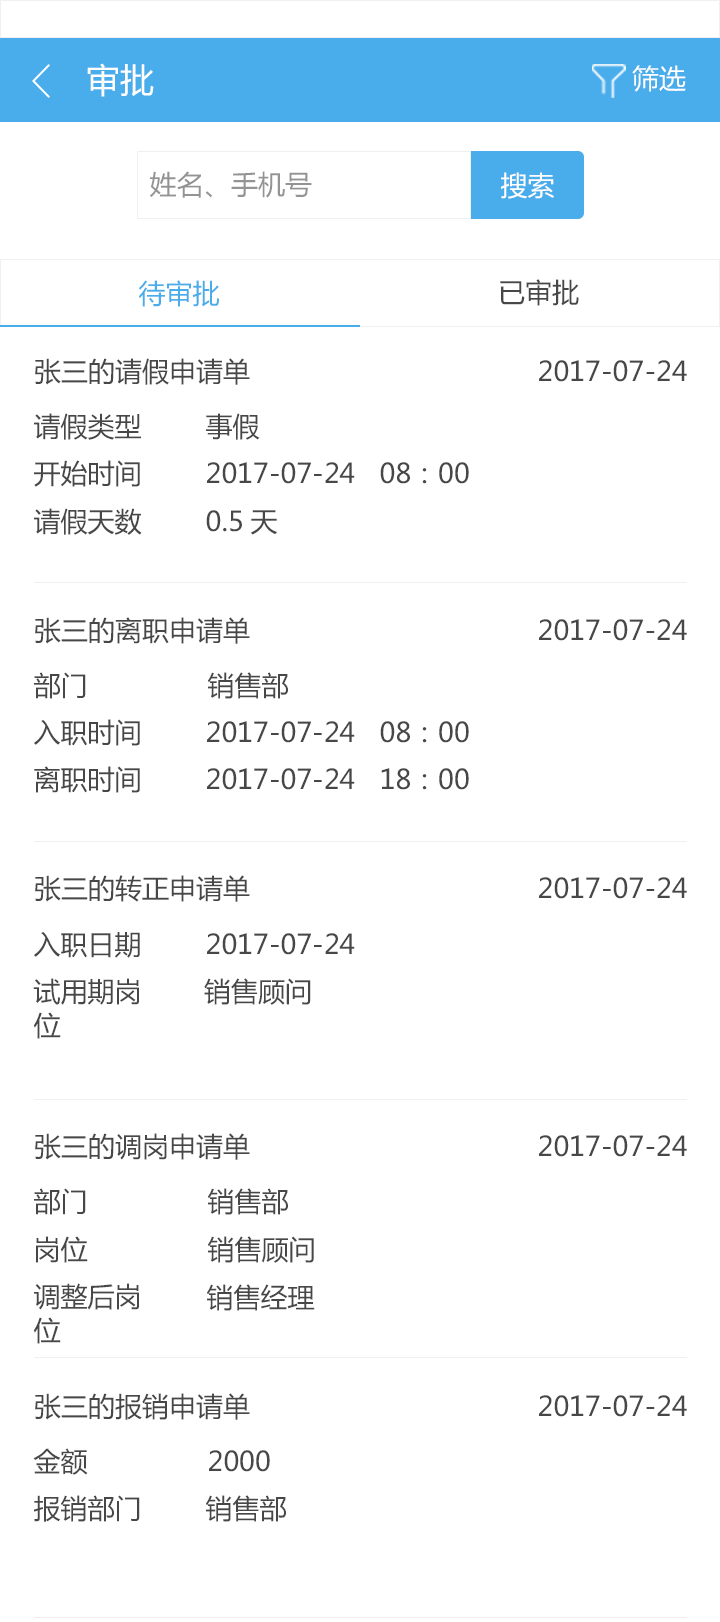 审批 筛选
姓名、手机号 搜索
待审批 已审批
张三的请假申请单 2017-07-24
请假类型 事假
开始时间 2017-07-24 08：00
请假天数 0.5 天
张三的离职申请单 2017-07-24
部门 销售部
入职时间 2017-07-24 08：00
离职时间 2017-07-24 18：00
张三的转正申请单 2017-07-24
入职日期 2017-07-24
试用期岗 销售顾问
位
张三的调岗申请单 2017-07-24
部门 销售部
岗位 销售顾问
调整后岗 销售经理
位
张三的报销申请单 2017-07-24
金额 2000
报销部门 销售部